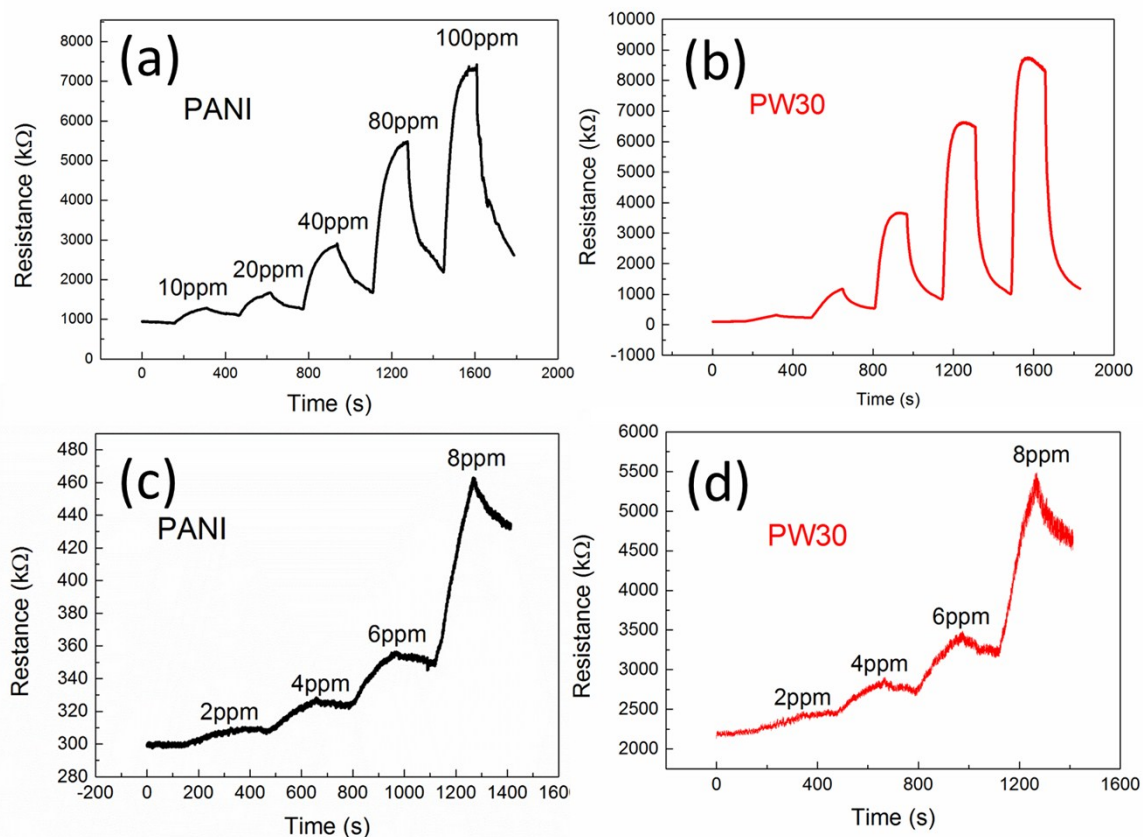 (a)
PANI
10ppm
20ppm
40ppm
80ppm
100ppm
Resistance (kΩ)
8000
7000
6000
5000
4000
3000
2000
1000
0
0 400 800 1200 1600 2000
Time (s)
(b)
PW30
Resistance (kΩ)
10000
9000
8000
7000
6000
5000
4000
3000
2000
1000
0
-1000
0 400 800 1200 1600 2000
Time (s)
(c)
PANI
2ppm
4ppm
6ppm
8ppm
Restance (kΩ)
480
460
440
420
400
380
360
340
320
300
280
-200 0 200 400 600 800 1000 1200 1400 1600
Time (s)
(d)
PW30
2ppm
4ppm
6ppm
8ppm
Resistance (kΩ)
6000
5500
5000
4500
4000
3500
3000
2500
2000
0 400 800 1200 1600
Time (s)